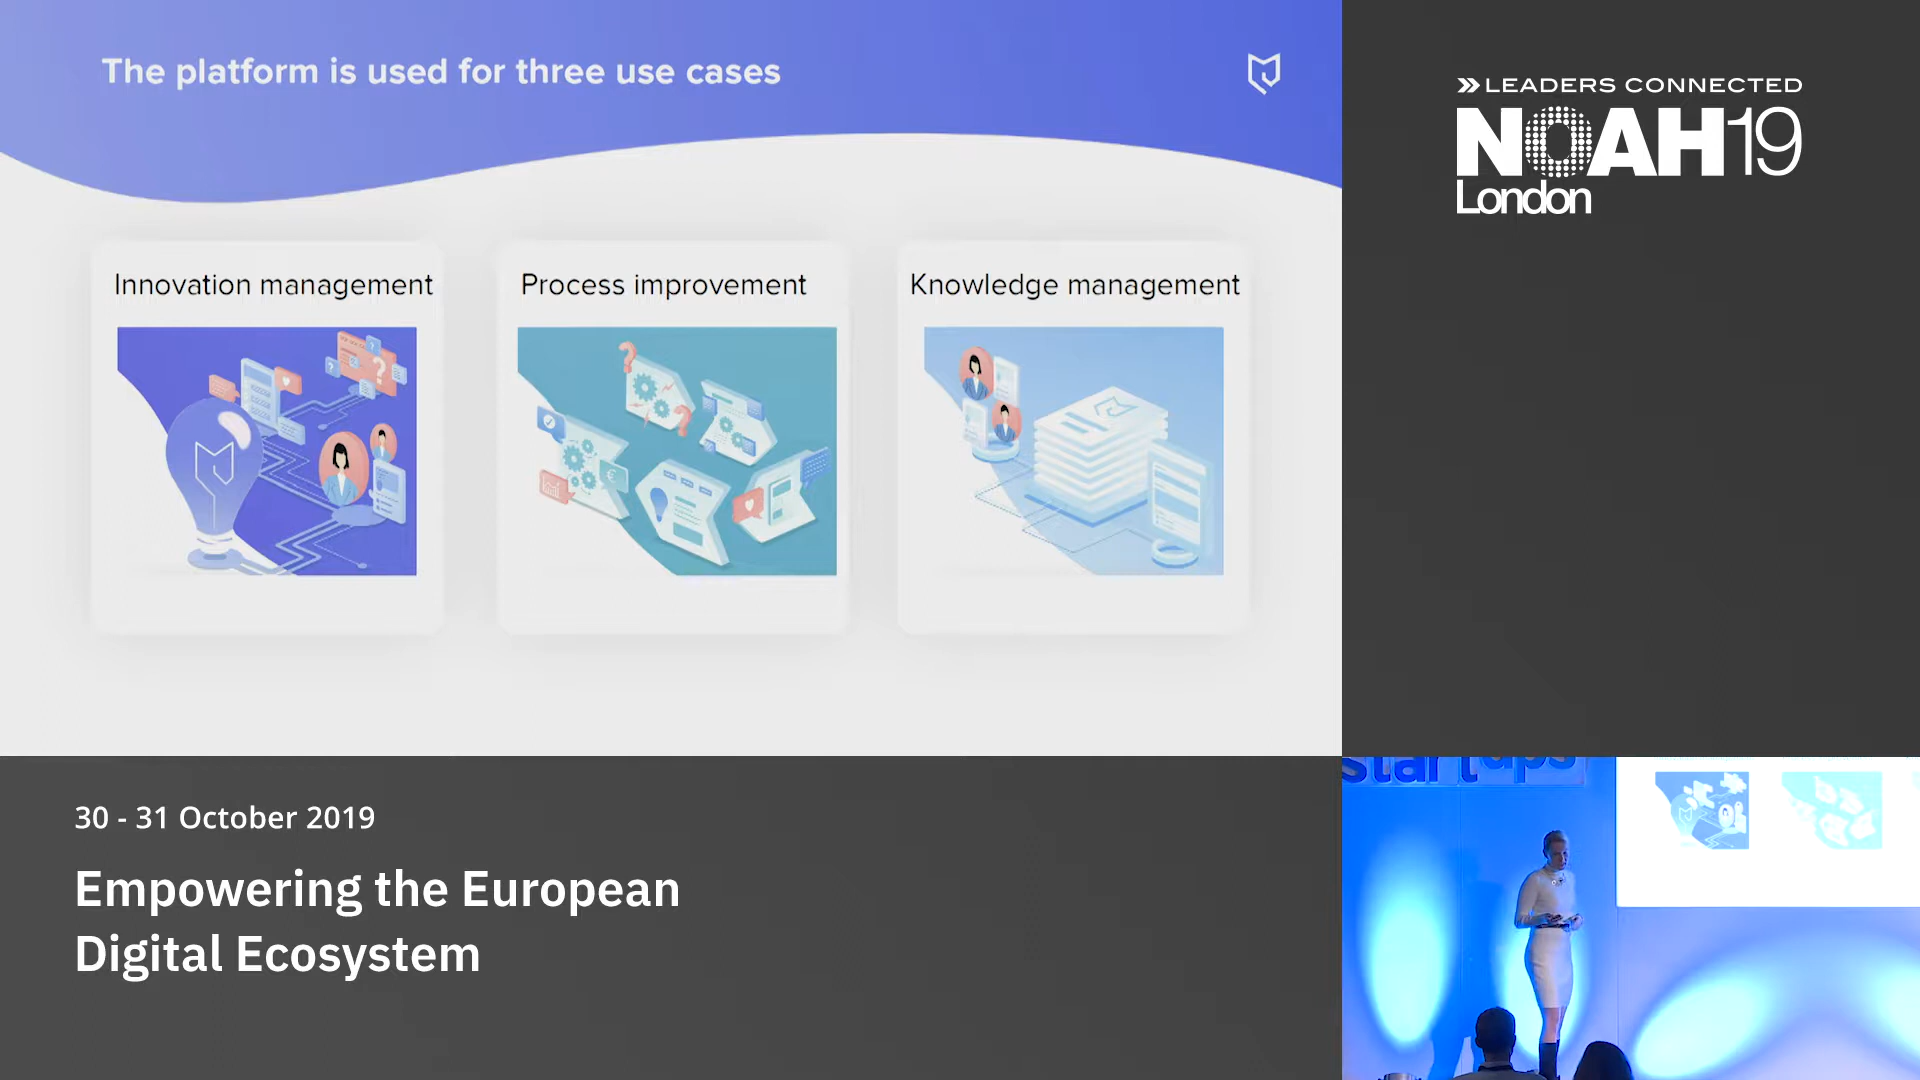 The platform is used for three use cases
Innovation management
Process improvement
Knowledge management
LEADERS CONNECTED
NOAH19
London
30 - 31 October 2019
Empowering the European
Digital Ecosystem
startups